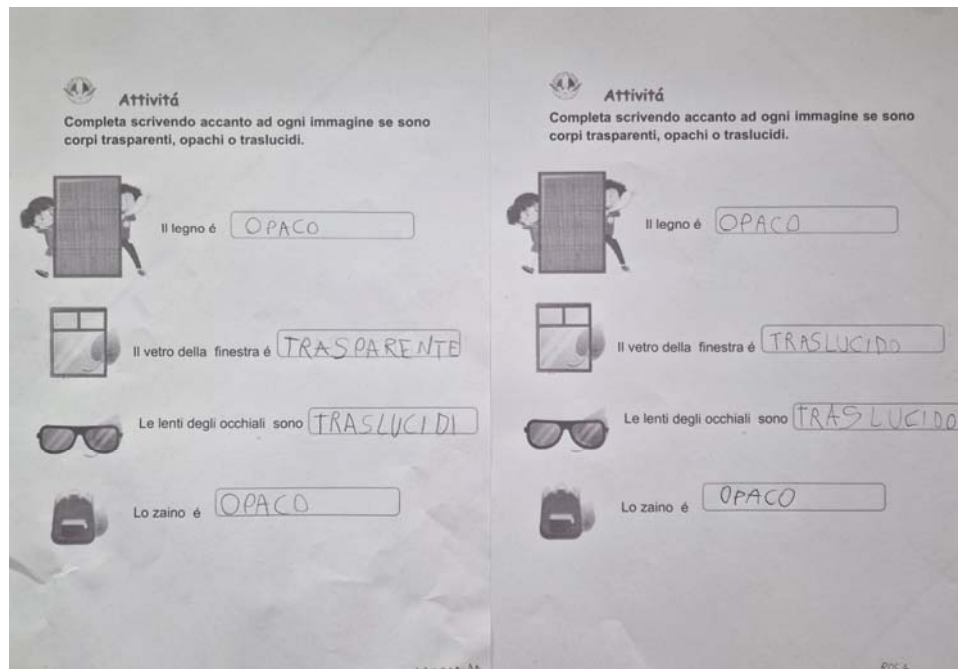 Attivitá
Completa scrivendo accanto ad ogni immagine se sono
corpi trasparenti, opachi o traslucidi.
Il legno é OPACO
Il vetro della finestra é TRASPARENTE
Le lenti degli occhiali sono TRASLUCIDI
Lo zaino é OPACO
Attivitá
Completa scrivendo accanto ad ogni immagine se sono
corpi trasparenti, opachi o traslucidi.
Il legno é OPACO
Il vetro della finestra é TRASLUCIDO
Le lenti degli occhiali sono TRASLUCIDO
Lo zaino é OPACO